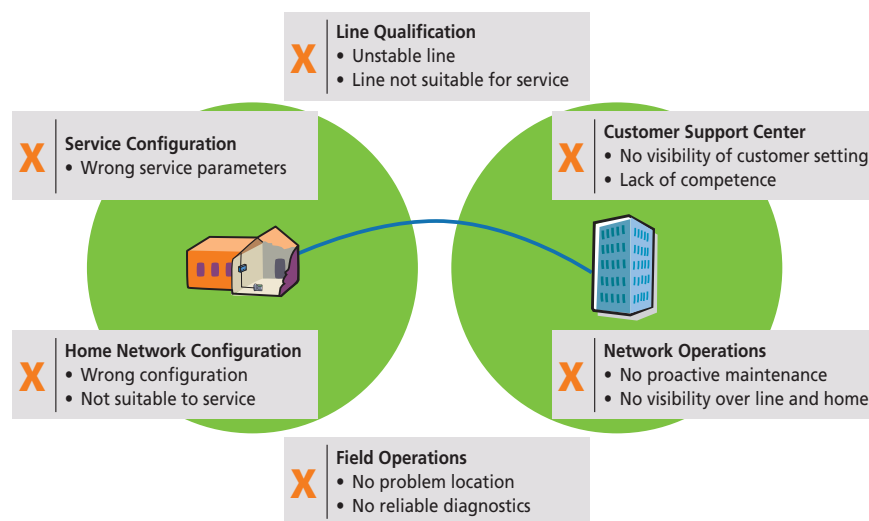 X
Line Qualification
• Unstable line
• Line not suitable for service
X
Service Configuration
• Wrong service parameters
X
Customer Support Center
• No visibility of customer setting
• Lack of competence
X
Home Network Configuration
• Wrong configuration
• Not suitable to service
X
Network Operations
• No proactive maintenance
• No visibility over line and home
X
Field Operations
• No problem location
• No reliable diagnostics